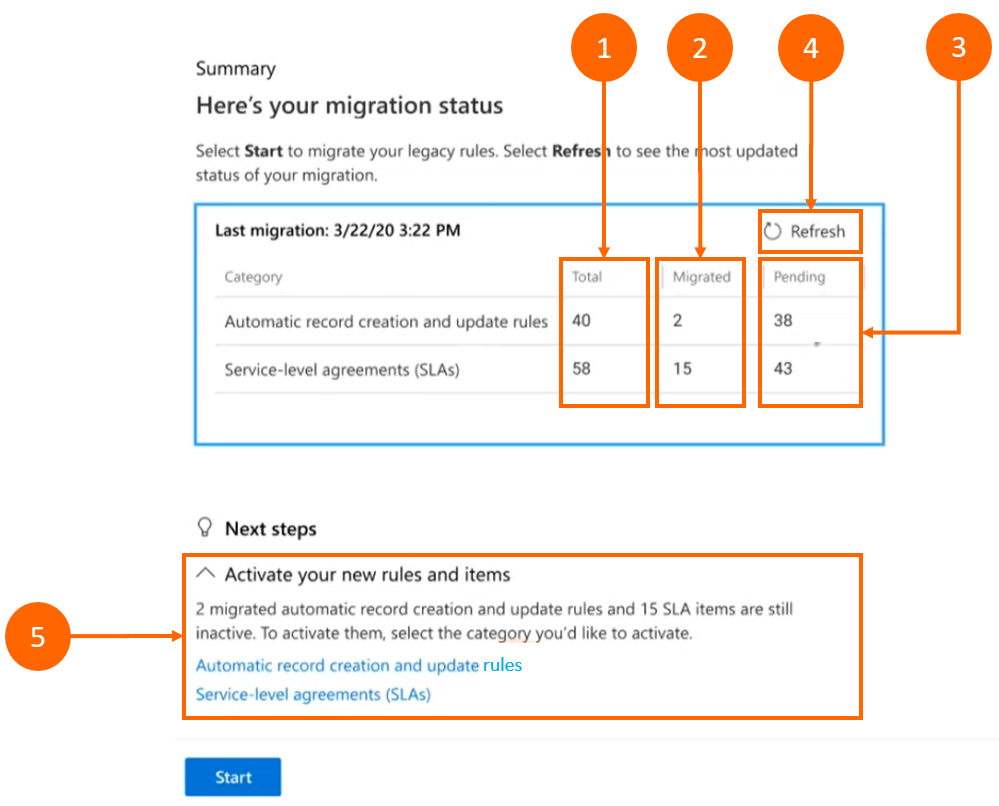 1 2 4 3
Summary
Here's your migration status
Select Start to migrate your legacy rules. Select Refresh to see the most updated
status of your migration.
Last migration: 3/22/20 3:22 PM Refresh
Category Total Migrated Pending
Automatic record creation and update rules 40 2 38
Service-level agreements (SLAs) 58 15 43
Next steps
Activate your new rules and items
2 migrated automatic record creation and update rules and 15 SLA items are still
5 inactive. To activate them, select the category you'd like to activate.
Automatic record creation and update rules
Service-level agreements (SLAs)
Start